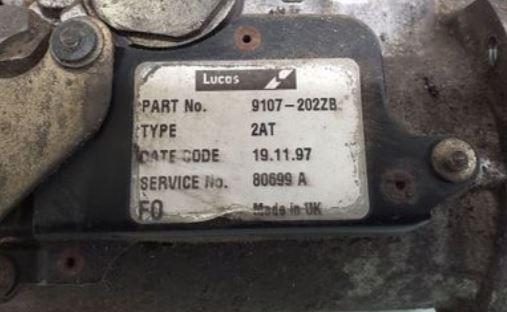 Lucas
PART No. 9107-202ZB
TYPE 2AT
DATE CODE 19.11.97
SERVICE No. 80699 A
FO Made in UK